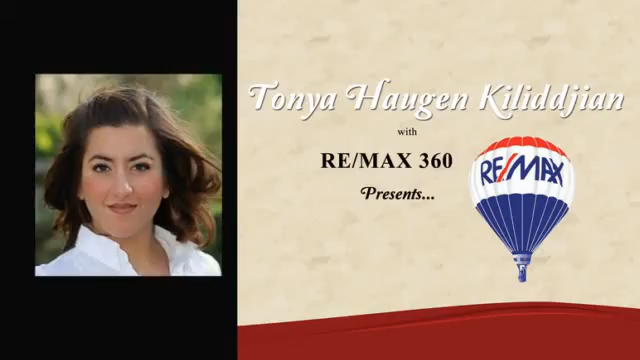 Tonya Haugen Kiliddjian
with
RE/MAX 360
Presents...
RE/MAX